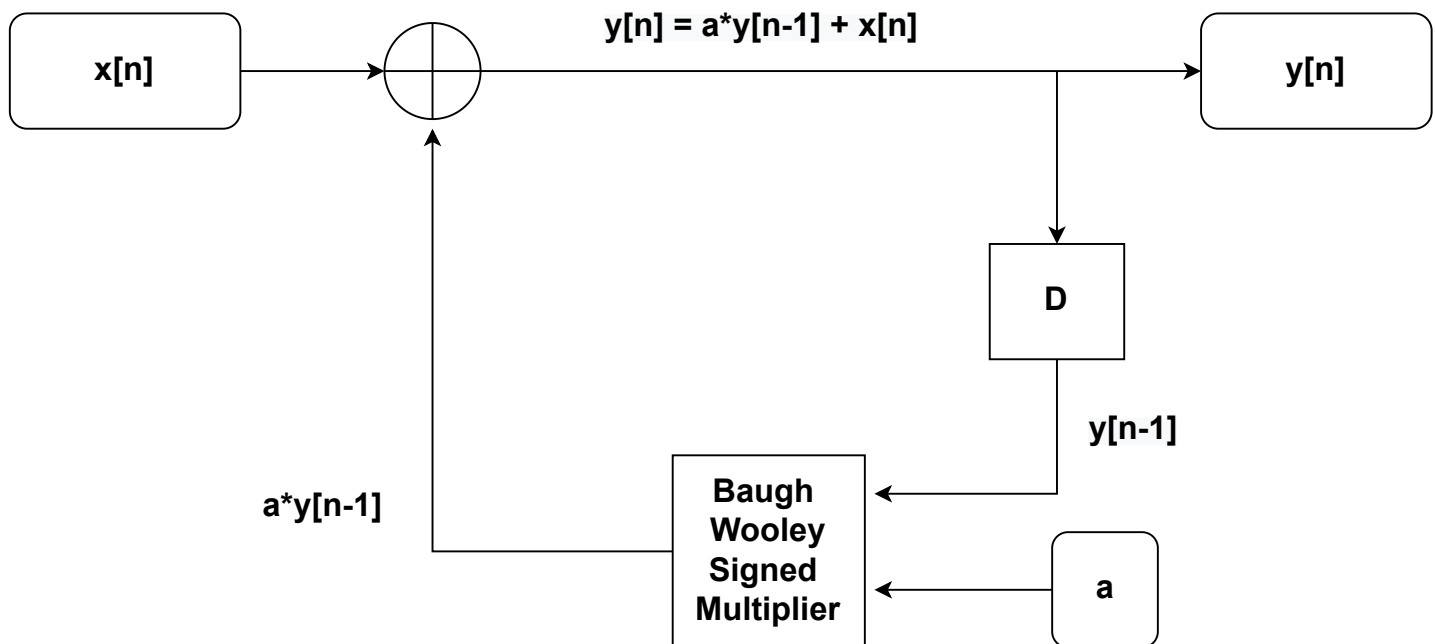 y[n] = a*y[n-1] + x[n]
x[n]
y[n]
D
y[n-1]
a*y[n-1]
Baugh
Wooley
Signed
Multiplier
a